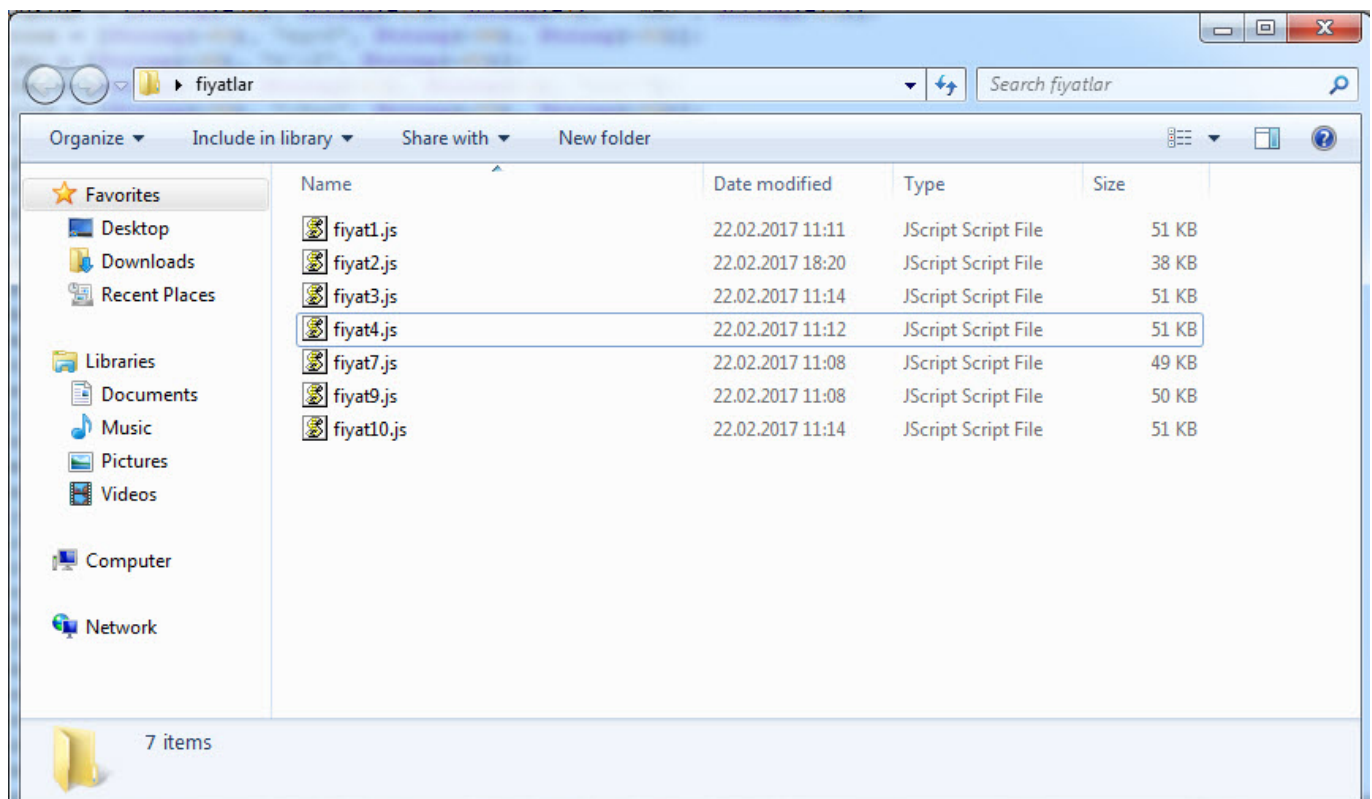 fiyatlar
Search fiyatlar
Organize Include in library Share with New folder
Favorites
Desktop
Downloads
Recent Places
Libraries
Documents
Music
Pictures
Videos
Computer
Network
Name Date modified Type Size
fiyat1.js 22.02.2017 11:11 JScript Script File 51 KB
fiyat2.js 22.02.2017 18:20 JScript Script File 38 KB
fiyat3.js 22.02.2017 11:14 JScript Script File 51 KB
fiyat4.js 22.02.2017 11:12 JScript Script File 51 KB
fiyat7.js 22.02.2017 11:08 JScript Script File 49 KB
fiyat9.js 22.02.2017 11:08 JScript Script File 50 KB
fiyat10.js 22.02.2017 11:14 JScript Script File 51 KB
7 items